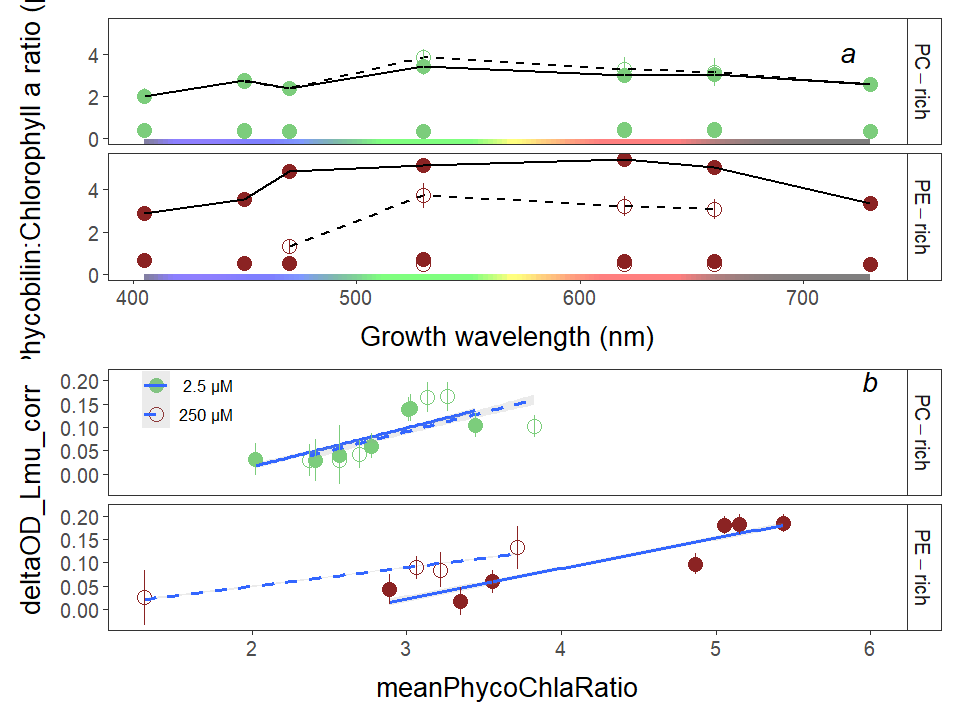 Phycobilin:Chlorophyll a ratio (
a
4
2
0
PC − rich
4
2
0
PE − rich
400
500
600
700
Growth wavelength (nm)
deltaOD_Lmu_corr
b
2.5 µM
250 µM
0.20
0.15
0.10
0.05
0.00
PC − rich
0.20
0.15
0.10
0.05
0.00
PE − rich
2
3
4
5
6
meanPhycoChlaRatio